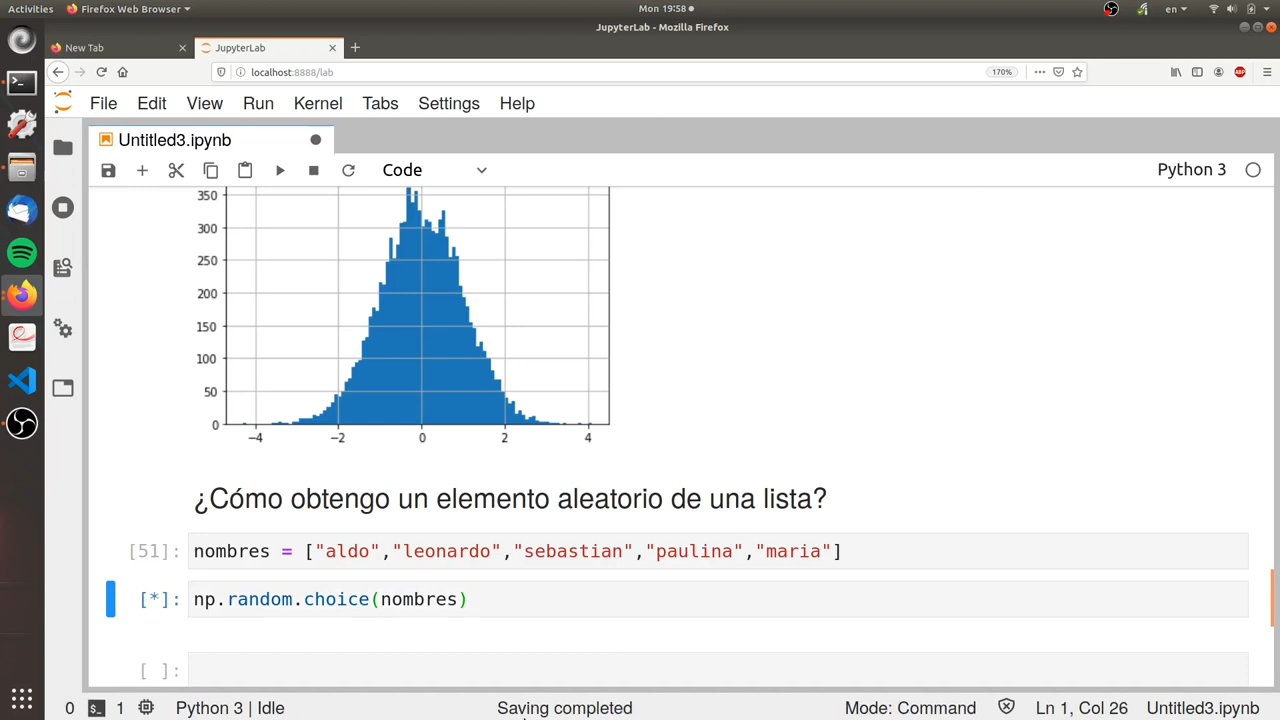 Activities
Firefox Web Browser
Mon 19:58
en
JupyterLab - Mozilla Firefox
New Tab
JupyterLab
localhost:8888/lab
170%
ABP
File Edit View Run Kernel Tabs Settings Help
Untitled3.ipynb
Code
Python 3
350
300
250
200
150
100
50
0
−4 −2 0 2 4
¿Cómo obtengo un elemento aleatorio de una lista?
[51]: nombres = ["aldo","leonardo","sebastian","paulina","maria"]
[*]: np.random.choice(nombres)
[ ]:
0 1 Python 3 | Idle Saving completed Mode: Command Ln 1, Col 26 Untitled3.ipynb